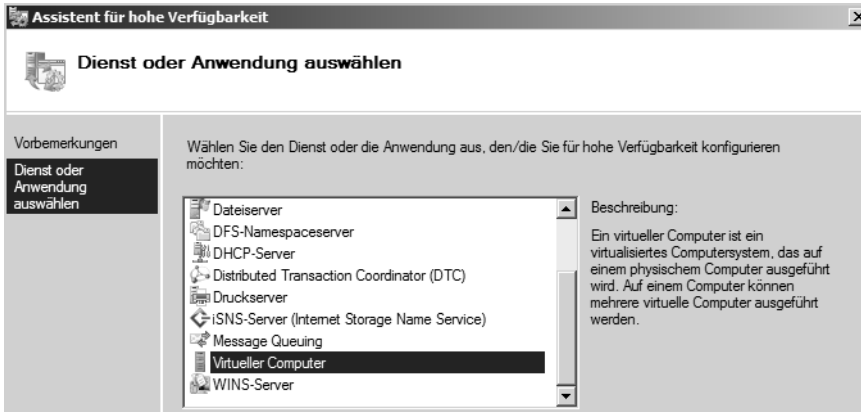 Assistent für hohe Verfügbarkeit
Dienst oder Anwendung auswählen
Vorbemerkungen
Dienst oder
Anwendung
auswählen
Wählen Sie den Dienst oder die Anwendung aus, den/die Sie für hohe Verfügbarkeit konfigurieren
möchten:
Dateiserver
DFS-Namespaceserver
DHCP-Server
Distributed Transaction Coordinator (DTC)
Druckserver
iSNS-Server (Internet Storage Name Service)
Message Queuing
Virtueller Computer
WINS-Server
Beschreibung:
Ein virtueller Computer ist ein
virtualisiertes Computersystem, das auf
einem physischem Computer ausgeführt
wird. Auf einem Computer können
mehrere virtuelle Computer ausgeführt
werden.